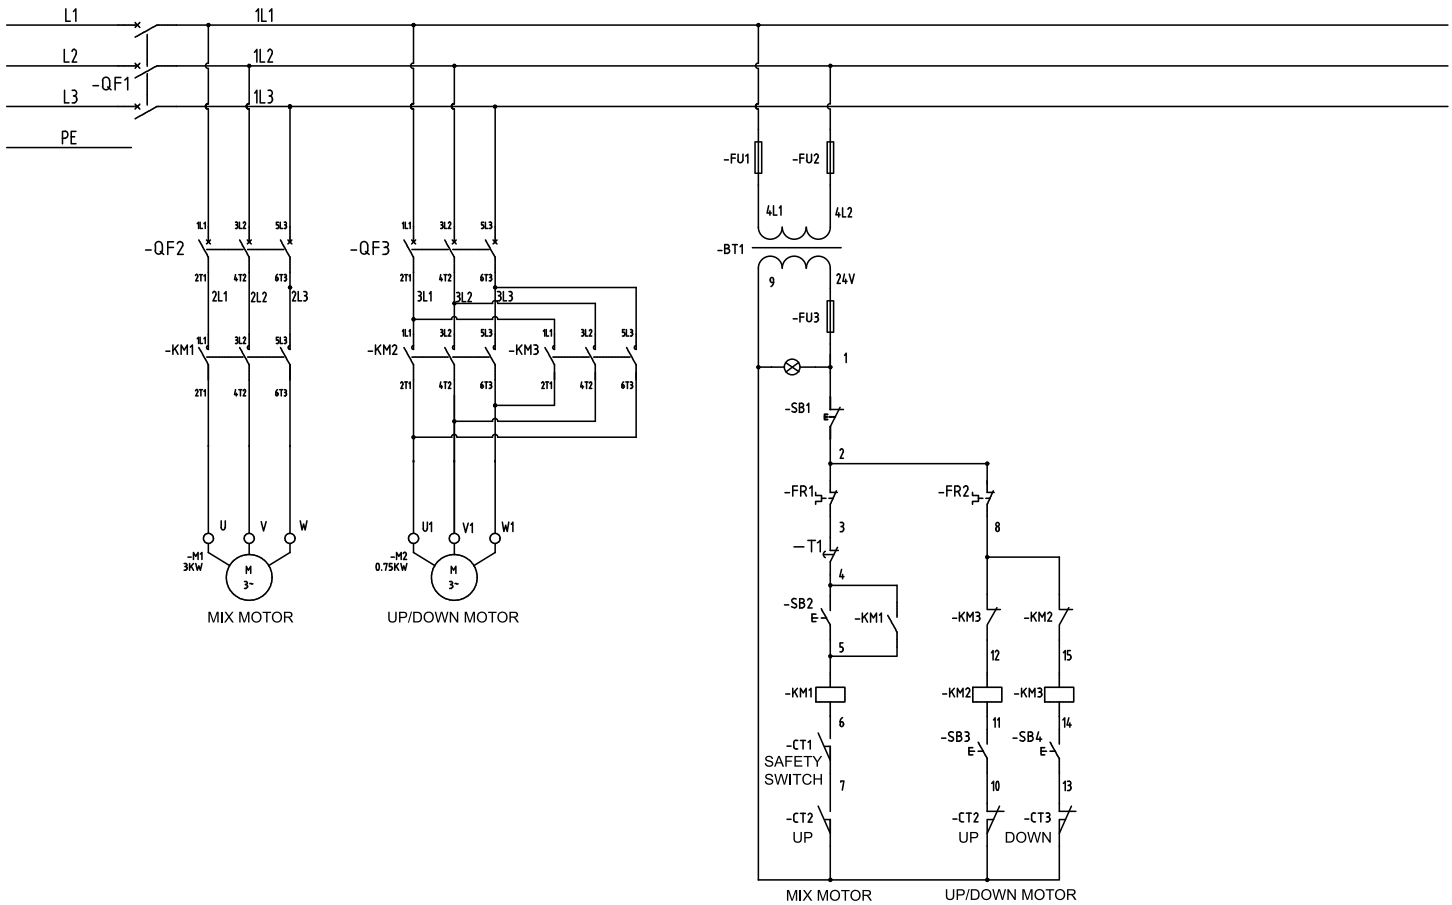 L1 1L1
L2 1L2
-QF1
L3 1L3
PE
-FU1 -FU2
4L1 4L2
1L1 3L2 5L3 1L1 3L2 5L3
-QF2 -QF3
-BT1
2T1 4T2 6T3 2T1 4T2 6T3
9 24V
2L1 2L2 2L3 3L1 3L2 3L3
-FU3
1L1 3L2 5L3 1L1 3L2 5L3 1L1 3L2 5L3
-KM1 -KM2 -KM3
1
2T1 4T2 6T3 2T1 4T2 6T3 2T1 4T2 6T3
-SB1
2
-FR1 -FR2
U V W U1 V1 W1
3 8
-T1
-M1 -M2
3KW 0.75KW
M M
3~ 3~
4
-SB2 -KM1 -KM3 -KM2
MIX MOTOR UP/DOWN MOTOR
5 12 15
-KM1 -KM2 -KM3
6 11 14
-CT1 -SB3 -SB4
SAFETY
SWITCH
7 10 13
-CT2 -CT2 -CT3
UP UP DOWN
MIX MOTOR UP/DOWN MOTOR